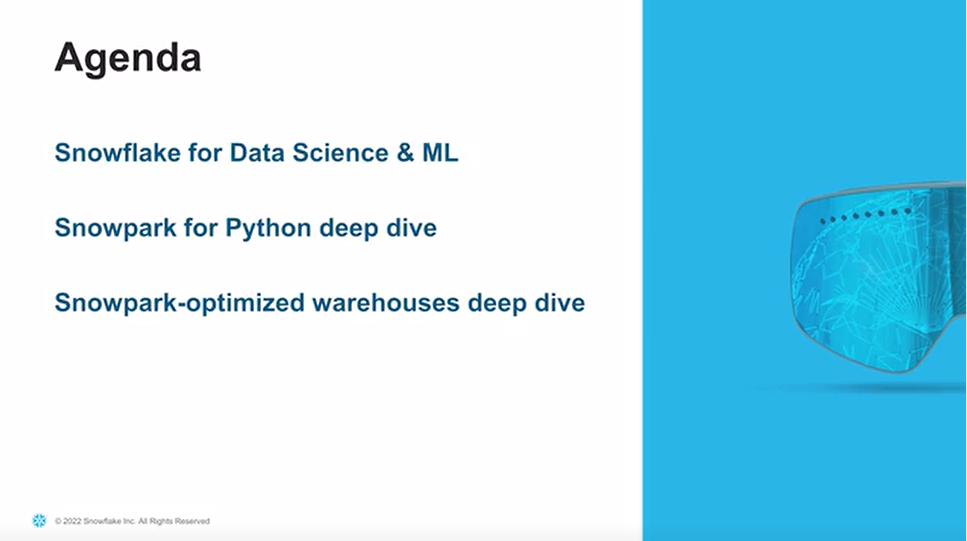 Agenda
Snowflake for Data Science & ML
Snowpark for Python deep dive
Snowpark-optimized warehouses deep dive
© 2022 Snowflake Inc. All Rights Reserved